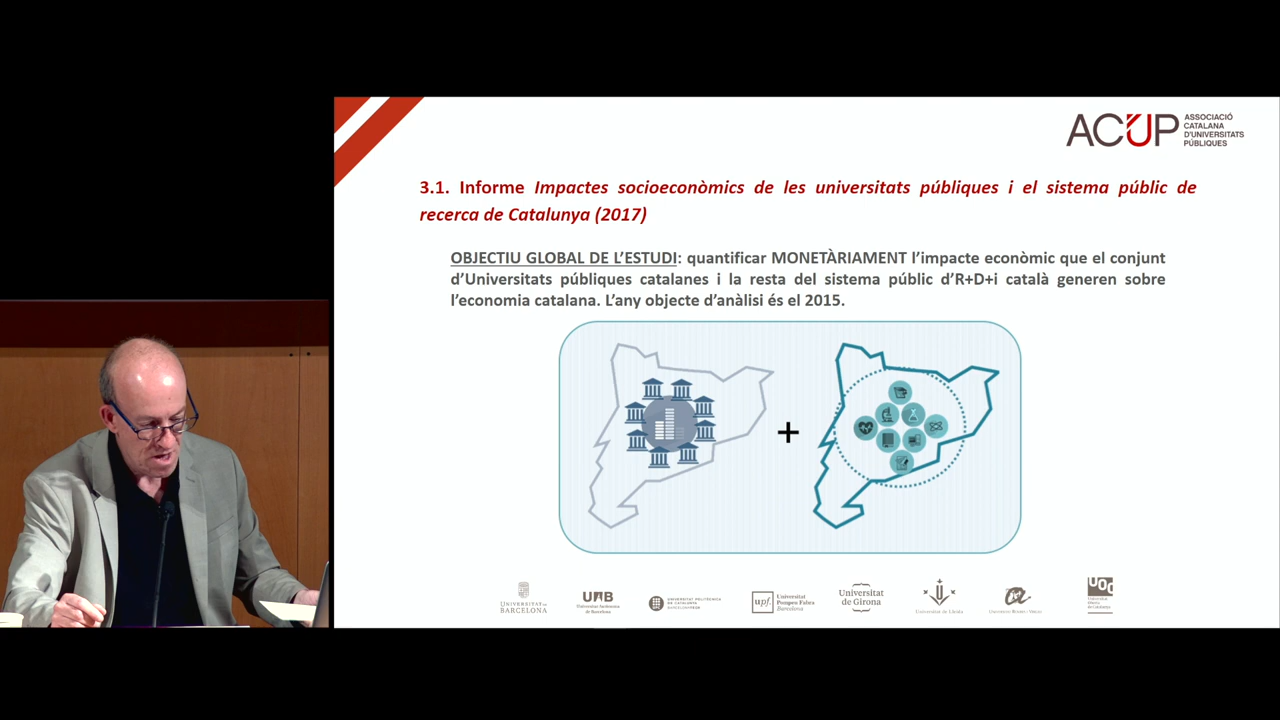 ACUP
ASSOCIACIÓ
CATALANA
D'UNIVERSITATS
PÚBLIQUES
3.1. Informe Impactes socioeconòmics de les universitats públiques i el sistema públic de
recerca de Catalunya (2017)
OBJECTIU GLOBAL DE L'ESTUDI: quantificar MONETÀRIAMENT l'impacte econòmic que el conjunt
d'Universitats públiques catalanes i la resta del sistema públic d'R+D+i català generen sobre
l'economia catalana. L'any objecte d'anàlisi és el 2015.
+
UNIVERSITAT DE
BARCELONA
UAB
Universitat Autònoma
de Barcelona
UNIVERSITAT POLITÈCNICA
DE CATALUNYA
BARCELONATECH
upf.
Universitat
Pompeu Fabra
Barcelona
Universitat
de Girona
Universitat de Lleida
UNIVERSITAT ROVIRA i VIRGILI
UOC
Universitat
Oberta
de Catalunya